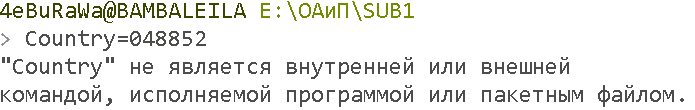 4eBuRaWa@BAMBALEILA E:\ОАиП\SUB1
> Country=048852
"Country" не является внутренней или внешней
командой, исполняемой программой или пакетным файлом.